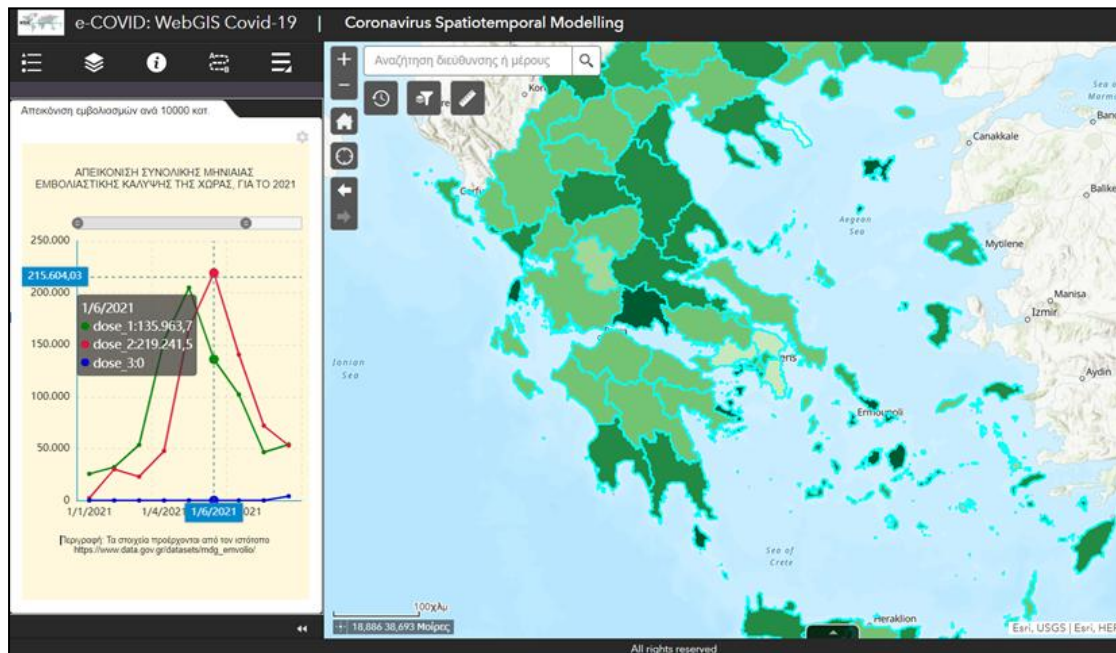 e-COVID: WebGIS Covid-19 | Coronavirus Spatiotemporal Modelling
Αναζήτηση διεύθυνσης ή μέρους
Απεικόνιση εμβολιασμών ανά 10000 κατ.
ΑΠΕΙΚΟΝΙΣΗ ΣΥΝΟΛΙΚΗΣ ΜΗΝΙΑΙΑΣ
ΕΜΒΟΛΙΑΣΤΙΚΗΣ ΚΑΛΥΨΗΣ ΤΗΣ ΧΩΡΑΣ, ΓΙΑ ΤΟ 2021
250.000
215.604,03
200.000
1/6/2021
dose_1:135.963,7
dose_2:219.241,5
dose_3:0
150.000
100.000
50.000
0
1/1/2021
1/6/2021
Περιγραφή: Τα στοιχεία προέρχονται από τον ιστότοπο
https://www.data.gov.gr/datasets/mdg_emvolio/
Sea of
Canakkale
Aegean
Sea
Mytilene
Manisa
Izmir
Ionian
Sea
Aydin
Ermoupoli
Sea of
Crete
Heraklion
100χλμ
18,886 38,693 Μοίρες
Esri, USGS | Esri, HER
All rights reserved